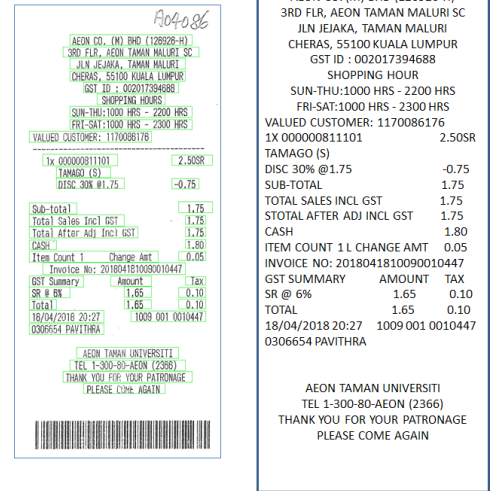 A04086
AEON CO. (M) BHD (126926-H)
3RD FLR, AEON TAMAN MALURI SC
JLN JEJAKA, TAMAN MALURI
CHERAS, 55100 KUALA LUMPUR
GST ID : 002017394688
SHOPPING HOURS
SUN-THU:1000 HRS - 2200 HRS
FRI-SAT:1000 HRS - 2300 HRS
VALUED CUSTOMER: 1170086176
1x 000000811101 2.50SR
TAMAGO (S)
DISC 30% @1.75 -0.75
Sub-total 1.75
Total Sales Incl GST 1.75
Total After Adj Incl GST 1.75
CASH 1.80
Item Count 1 Change Amt 0.05
Invoice No: 2018041810090010447
GST Summary Amount Tax
SR @ 6% 1.65 0.10
Total 1.65 0.10
18/04/2018 20:27 1009 001 0010447
0306654 PAVITHRA
AEON TAMAN UNIVERSITI
TEL 1-300-80-AEON (2366)
THANK YOU FOR YOUR PATRONAGE
PLEASE COME AGAIN
3RD FLR, AEON TAMAN MALURI SC
JLN JEJAKA, TAMAN MALURI
CHERAS, 55100 KUALA LUMPUR
GST ID : 002017394688
SHOPPING HOUR
SUN-THU:1000 HRS - 2200 HRS
FRI-SAT:1000 HRS - 2300 HRS
VALUED CUSTOMER: 1170086176
1X 000000811101 2.50SR
TAMAGO (S)
DISC 30% @1.75 -0.75
SUB-TOTAL 1.75
TOTAL SALES INCL GST 1.75
STOTAL AFTER ADJ INCL GST 1.75
CASH 1.80
ITEM COUNT 1 L CHANGE AMT 0.05
INVOICE NO: 2018041810090010447
GST SUMMARY AMOUNT TAX
SR @ 6% 1.65 0.10
TOTAL 1.65 0.10
18/04/2018 20:27 1009 001 0010447
0306654 PAVITHRA
AEON TAMAN UNIVERSITI
TEL 1-300-80-AEON (2366)
THANK YOU FOR YOUR PATRONAGE
PLEASE COME AGAIN